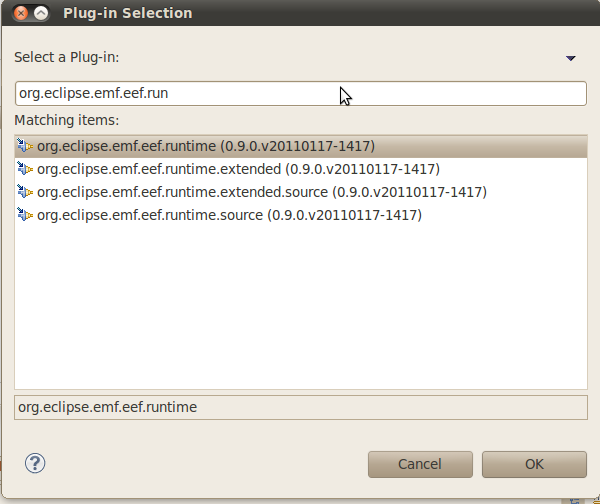 Plug-in Selection
Select a Plug-in:
org.eclipse.emf.eef.run
Matching items:
org.eclipse.emf.eef.runtime (0.9.0.v20110117-1417)
org.eclipse.emf.eef.runtime.extended (0.9.0.v20110117-1417)
org.eclipse.emf.eef.runtime.extended.source (0.9.0.v20110117-1417)
org.eclipse.emf.eef.runtime.source (0.9.0.v20110117-1417)
org.eclipse.emf.eef.runtime
?
Cancel
OK